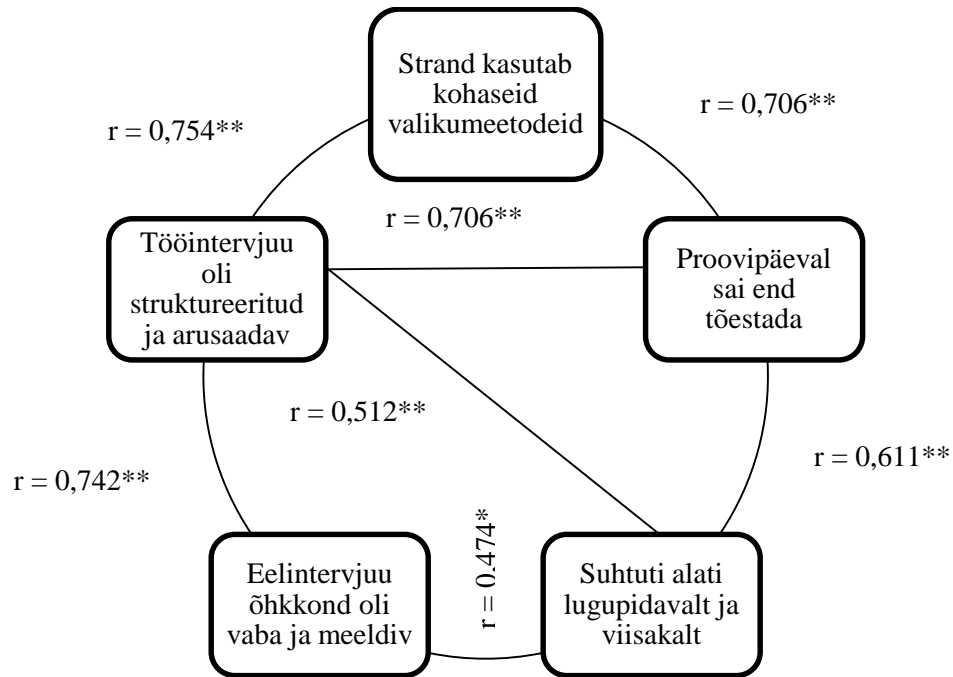 Strand kasutab
kohaseid
valikumeetodeid
r = 0,754**
r = 0,706**
r = 0,706**
Tööintervjuu
oli
struktureeritud
ja arusaadav
Proovipäeval
sai end
tõestada
r = 0,512**
r = 0,742**
r = 0,611**
r = 0.474*
Eelintervjuu
õhkkond oli
vaba ja meeldiv
Suhtuti alati
lugupidavalt ja
viisakalt